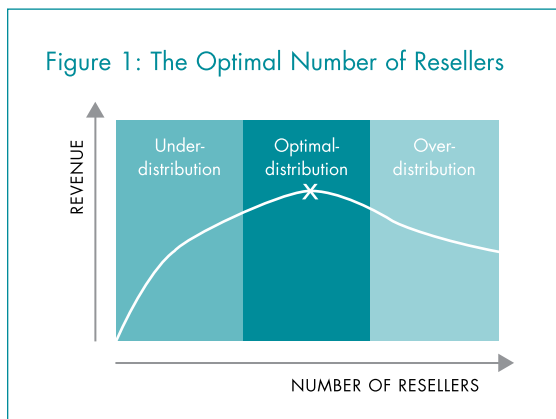 Figure 1: The Optimal Number of Resellers
Under-
distribution
Optimal-
distribution
Over-
distribution
REVENUE
X
NUMBER OF RESELLERS